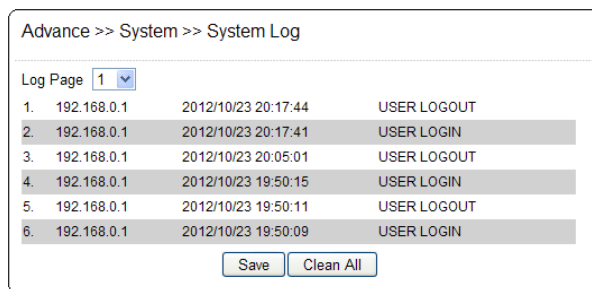 Advance >> System >> System Log
Log Page 1
1. 192.168.0.1 2012/10/23 20:17:44 USER LOGOUT
2. 192.168.0.1 2012/10/23 20:17:41 USER LOGIN
3. 192.168.0.1 2012/10/23 20:05:01 USER LOGOUT
4. 192.168.0.1 2012/10/23 19:50:15 USER LOGIN
5. 192.168.0.1 2012/10/23 19:50:11 USER LOGOUT
6. 192.168.0.1 2012/10/23 19:50:09 USER LOGIN
Save Clean All